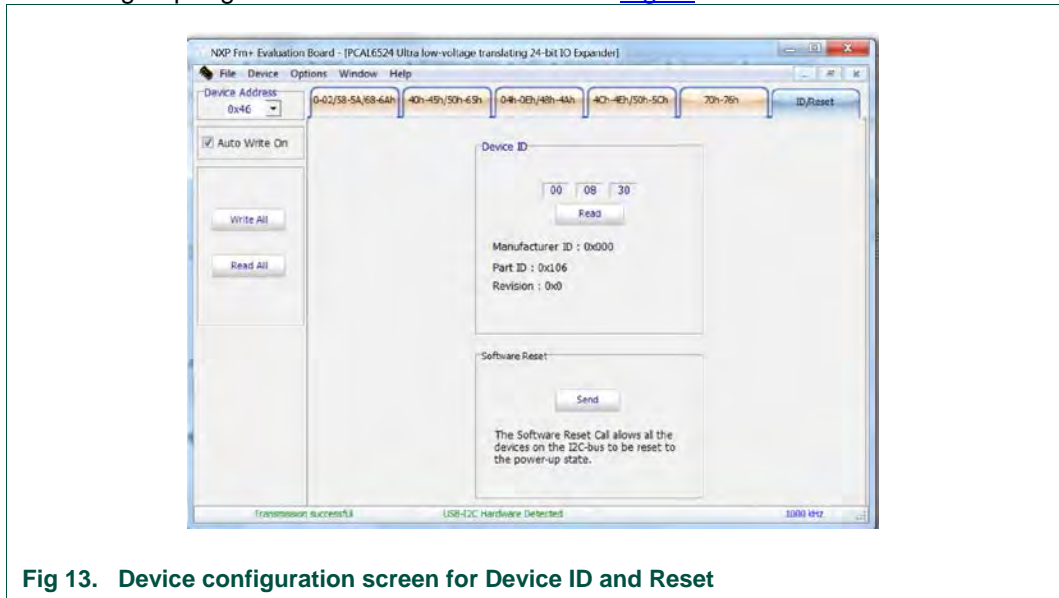 NXP Fm+ Evaluation Board - [PCAL6524 Ultra low-voltage translating 24-bit IO Expander]
File Device Options Window Help
Device Address
0x46
0-02/58-5A/68-6Ah 40h-45h/50h-65h 04h-0Eh/48h-4Ah 4Ch-4Eh/50h-5Ch 70h-76h ID/Reset
Auto Write On
Write All
Read All
Device ID
00 08 30
Read
Manufacturer ID : 0x000
Part ID : 0x106
Revision : 0x0
Software Reset
Send
The Software Reset Cal alows al the
devices on the I2C-bus to be reset to
the power-up state.
Transmission successful USB-I2C Hardware Detected 1000 kHz
Fig 13. Device configuration screen for Device ID and Reset